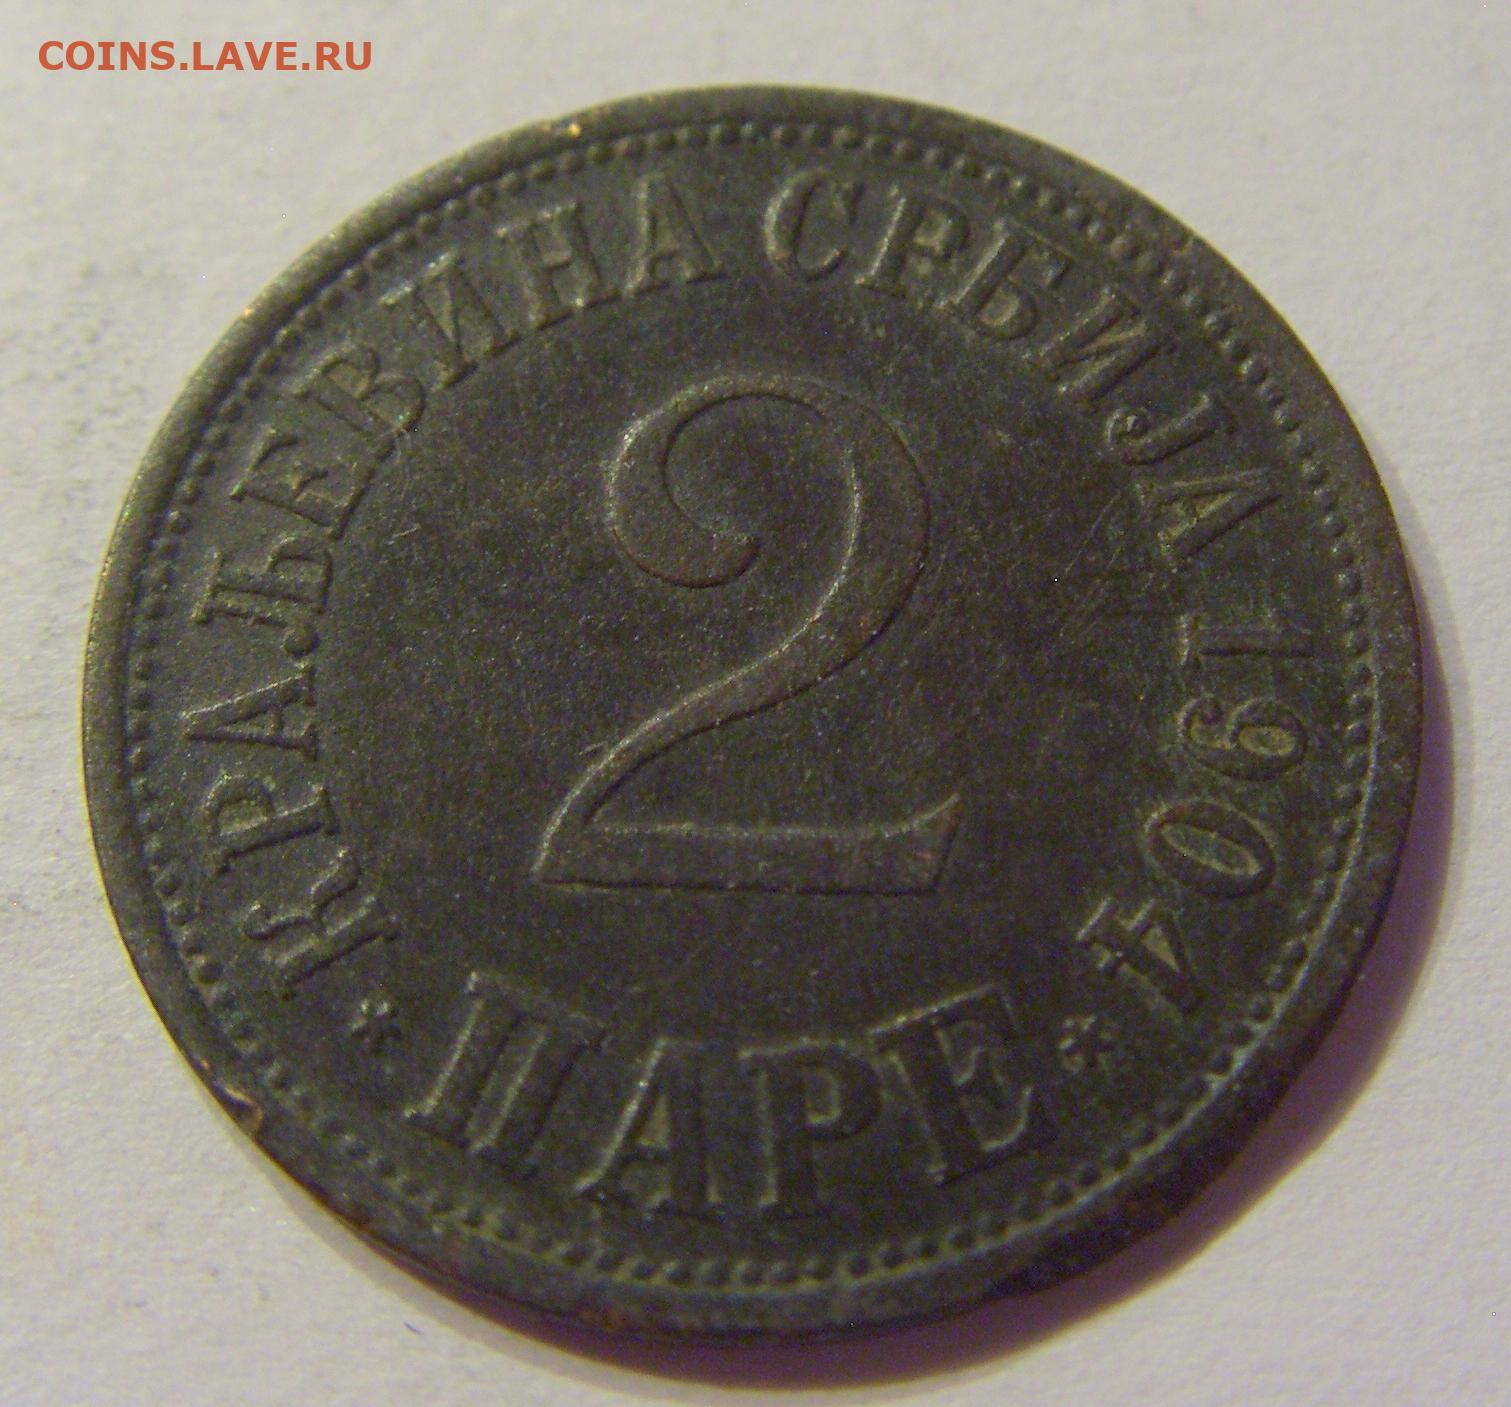 COINS.LAVE.RU
КРАЉЕВИНА СРБИЈА 1904
2
* ПАРЕ *